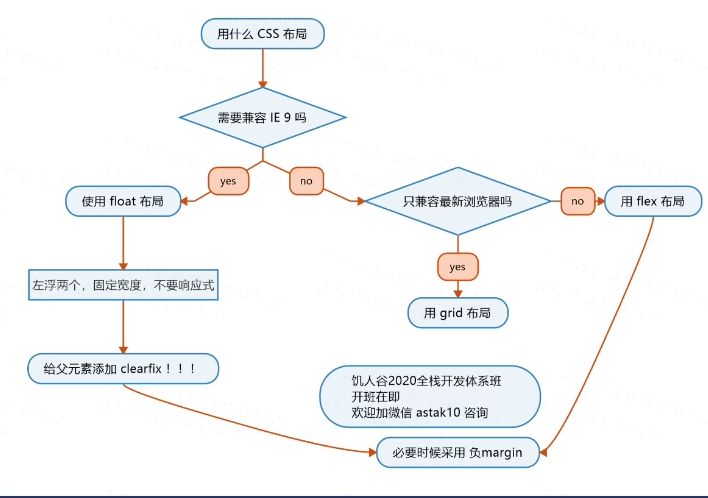 用什么 CSS 布局
需要兼容 IE 9 吗
yes
no
使用 float 布局
只兼容最新浏览器吗
no
用 flex 布局
yes
左浮两个，固定宽度，不要响应式
用 grid 布局
给父元素添加 clearfix！！！
饥人谷2020全栈开发体系班
开班在即
欢迎加微信 astak10 咨询
必要时候采用 负margin